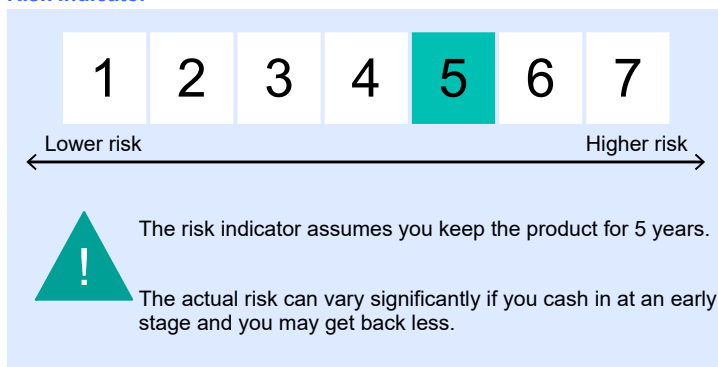 Risk Indicator
1 2 3 4 5 6 7
Lower risk Higher risk
!
The risk indicator assumes you keep the product for 5 years.
The actual risk can vary significantly if you cash in at an early
stage and you may get back less.